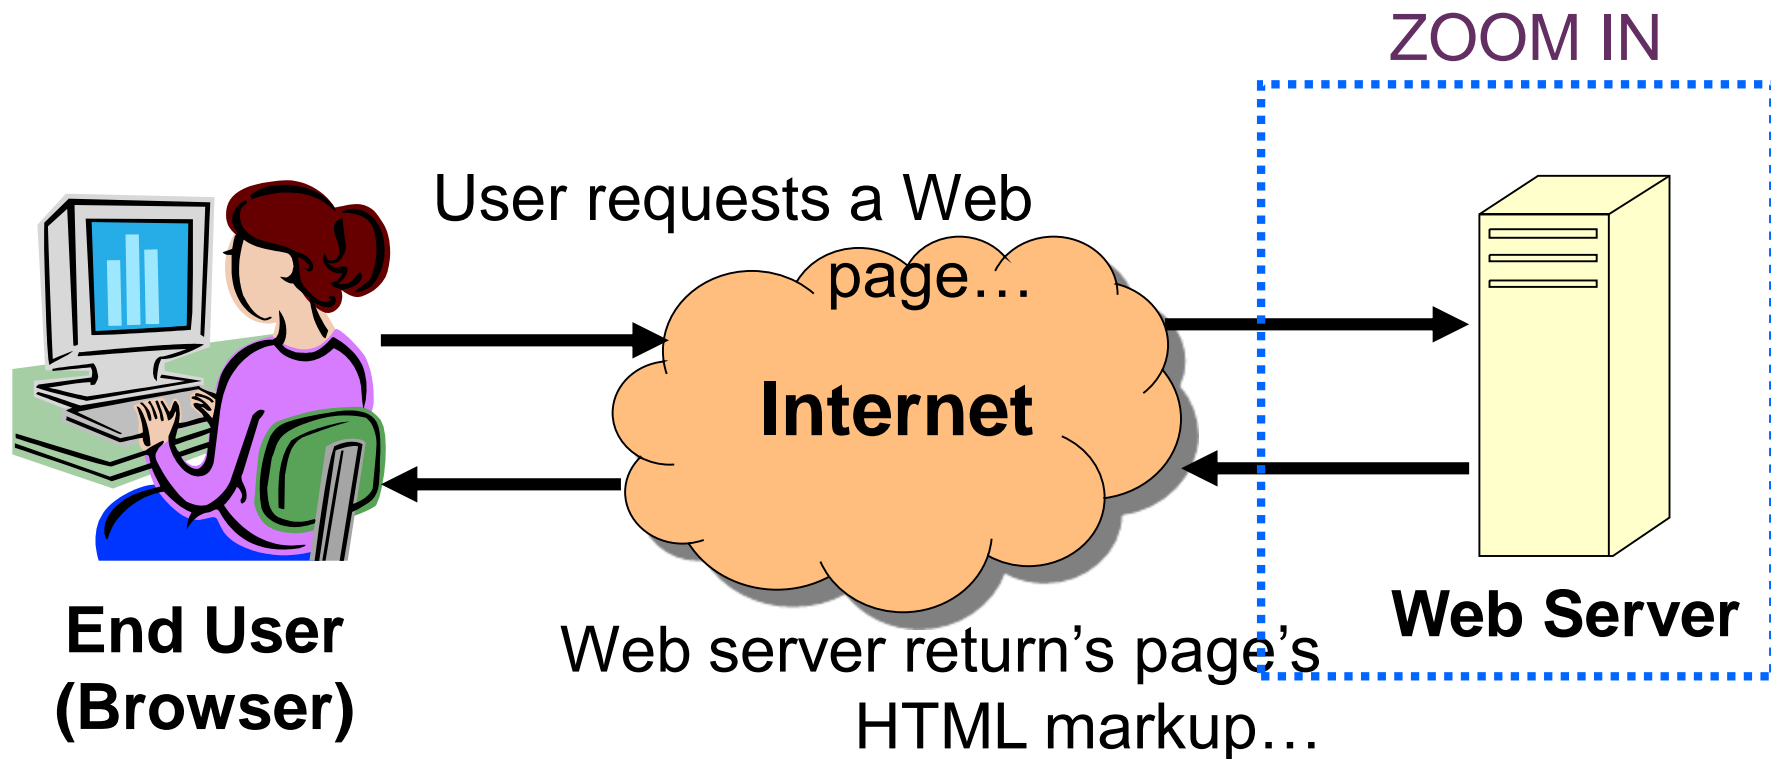 ZOOM IN
User requests a Web
page…
Internet
End User
(Browser)
Web Server
Web server return’s page’s
HTML markup…